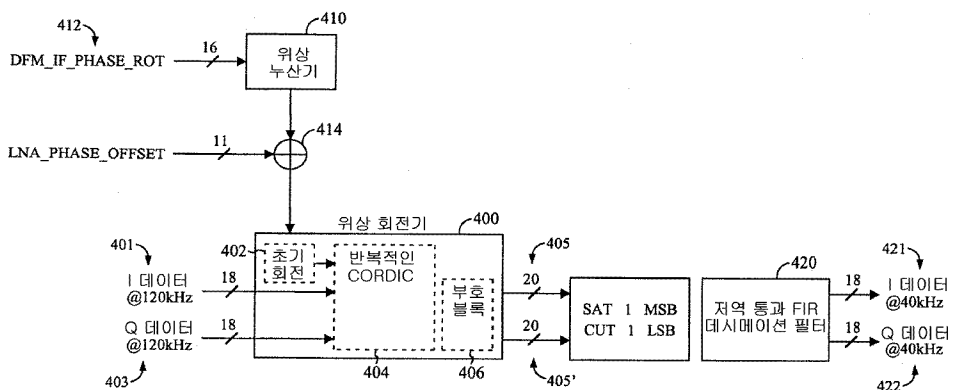 412
410
DFM_IF_PHASE_ROT
16
위상
누산기
414
LNA_PHASE_OFFSET
11
위상 회전기
400
401
402
초기
회전
반복적인
CORDIC
405
420
421
I 데이터
@120kHz
18
부호
블록
20
SAT 1 MSB
CUT 1 LSB
저역 통과 FIR
데시메이션 필터
18
I 데이터
@40kHz
Q 데이터
@120kHz
18
20
18
Q 데이터
@40kHz
403
404
406
405'
422